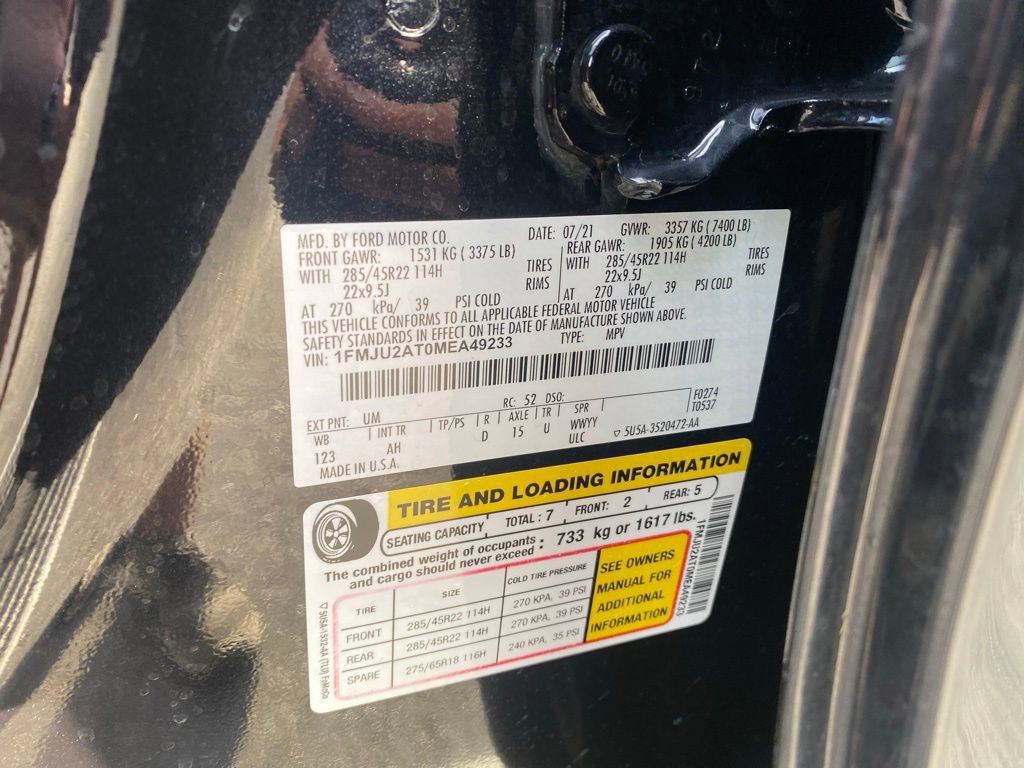 MFD. BY FORD MOTOR CO.
DATE: 07/21
GVWR: 3357 KG ( 7400 LB)
FRONT GAWR: 1531 KG ( 3375 LB)
WITH 285/45R22 114H TIRES
22x9.5J RIMS
AT 270 kPa/ 39 PSI COLD
REAR GAWR: 1905 KG ( 4200 LB)
WITH 285/45R22 114H TIRES
22x9.5J RIMS
AT 270 kPa/ 39 PSI COLD
THIS VEHICLE CONFORMS TO ALL APPLICABLE FEDERAL MOTOR VEHICLE
SAFETY STANDARDS IN EFFECT ON THE DATE OF MANUFACTURE SHOWN ABOVE.
VIN: 1FMJU2AT0MEA49233 TYPE: MPV
EXT PNT: UM RC: 52 DSO: F0274
WB INT TR TP/PS R AXLE TR SPR T0537
123 AH D 15 U WWYY
ULC
MADE IN U.S.A. 5U5A-3520472-AA
TIRE AND LOADING INFORMATION
SEATING CAPACITY TOTAL : 7 FRONT: 2 REAR: 5
The combined weight of occupants
and cargo should never exceed : 733 kg or 1617 lbs.
TIRE SIZE COLD TIRE PRESSURE
FRONT 285/45R22 114H 270 KPA, 39 PSI
REAR 285/45R22 114H 270 KPA, 39 PSI
SPARE 275/65R18 116H 240 KPA, 35 PSI
SEE OWNERS
MANUAL FOR
ADDITIONAL
INFORMATION
1FMJU2AT0MEA49233
5U5A-1532-AA (TLU) FoMoCo